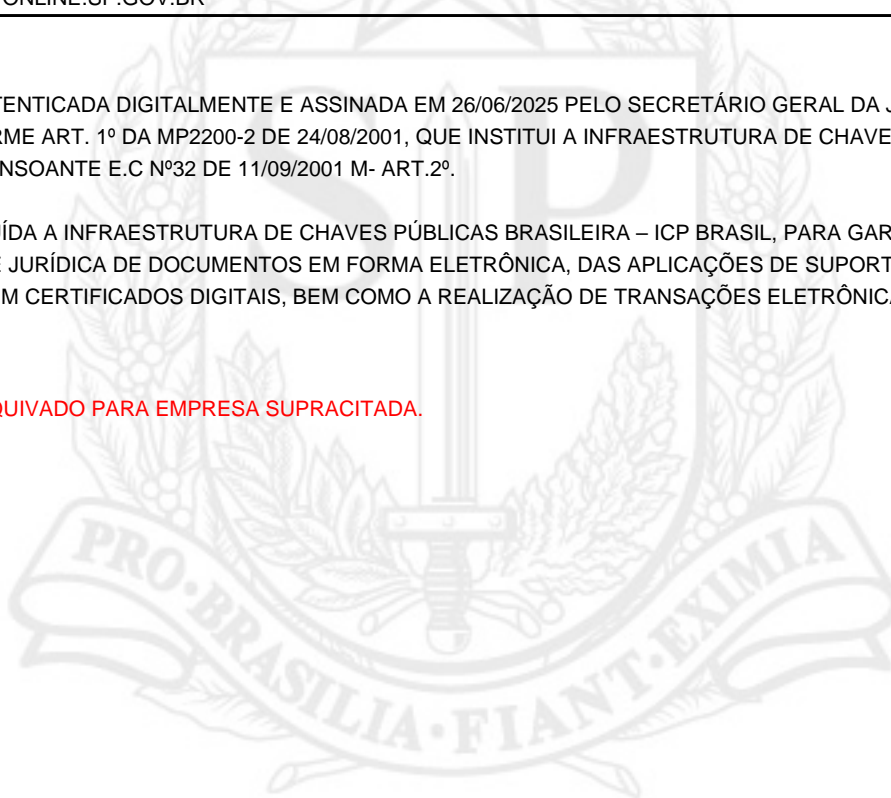 ONLINE.SP.GOV.BR
TENTICADA DIGITALMENTE E ASSINADA EM 26/06/2025 PELO SECRETÁRIO GERAL DA J
RME ART. 1º DA MP2200-2 DE 24/08/2001, QUE INSTITUI A INFRAESTRUTURA DE CHAVE
NSOANTE E.C Nº32 DE 11/09/2001 M- ART.2º.
ÍDA A INFRAESTRUTURA DE CHAVES PÚBLICAS BRASILEIRA – ICP BRASIL, PARA GAR
E JURÍDICA DE DOCUMENTOS EM FORMA ELETRÔNICA, DAS APLICAÇÕES DE SUPORT
M CERTIFICADOS DIGITAIS, BEM COMO A REALIZAÇÃO DE TRANSAÇÕES ELETRÔNICA
QUIVADO PARA EMPRESA SUPRACITADA.
SP
PRO·BRASILIA·FIANT·EXIMIA